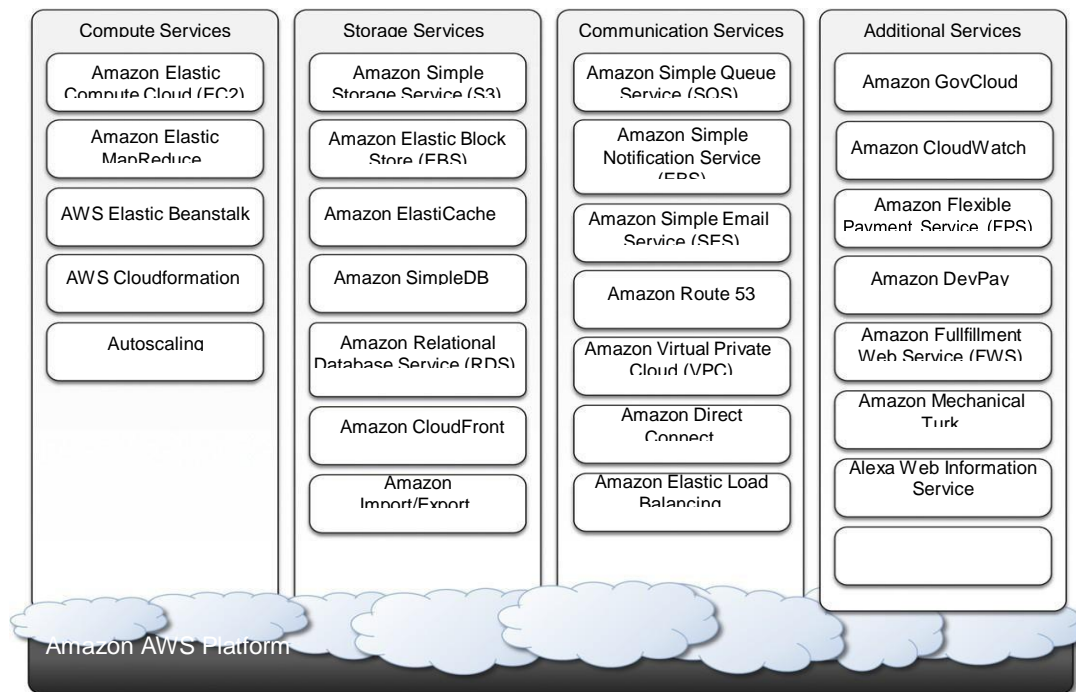 Compute Services
Amazon Elastic
Compute Cloud (EC2)
Amazon Elastic
MapReduce
AWS Elastic Beanstalk
AWS Cloudformation
Autoscaling
Storage Services
Amazon Simple
Storage Service (S3)
Amazon Elastic Block
Store (EBS)
Amazon ElastiCache
Amazon SimpleDB
Amazon Relational
Database Service (RDS)
Amazon CloudFront
Amazon
Import/Export
Communication Services
Amazon Simple Queue
Service (SQS)
Amazon Simple
Notification Service
(EBS)
Amazon Simple Email
Service (SES)
Amazon Route 53
Amazon Virtual Private
Cloud (VPC)
Amazon Direct
Connect
Amazon Elastic Load
Balancing
Additional Services
Amazon GovCloud
Amazon CloudWatch
Amazon Flexible
Payment Service (FPS)
Amazon DevPay
Amazon Fullfillment
Web Service (FWS)
Amazon Mechanical
Turk
Alexa Web Information
Service
Amazon AWS Platform